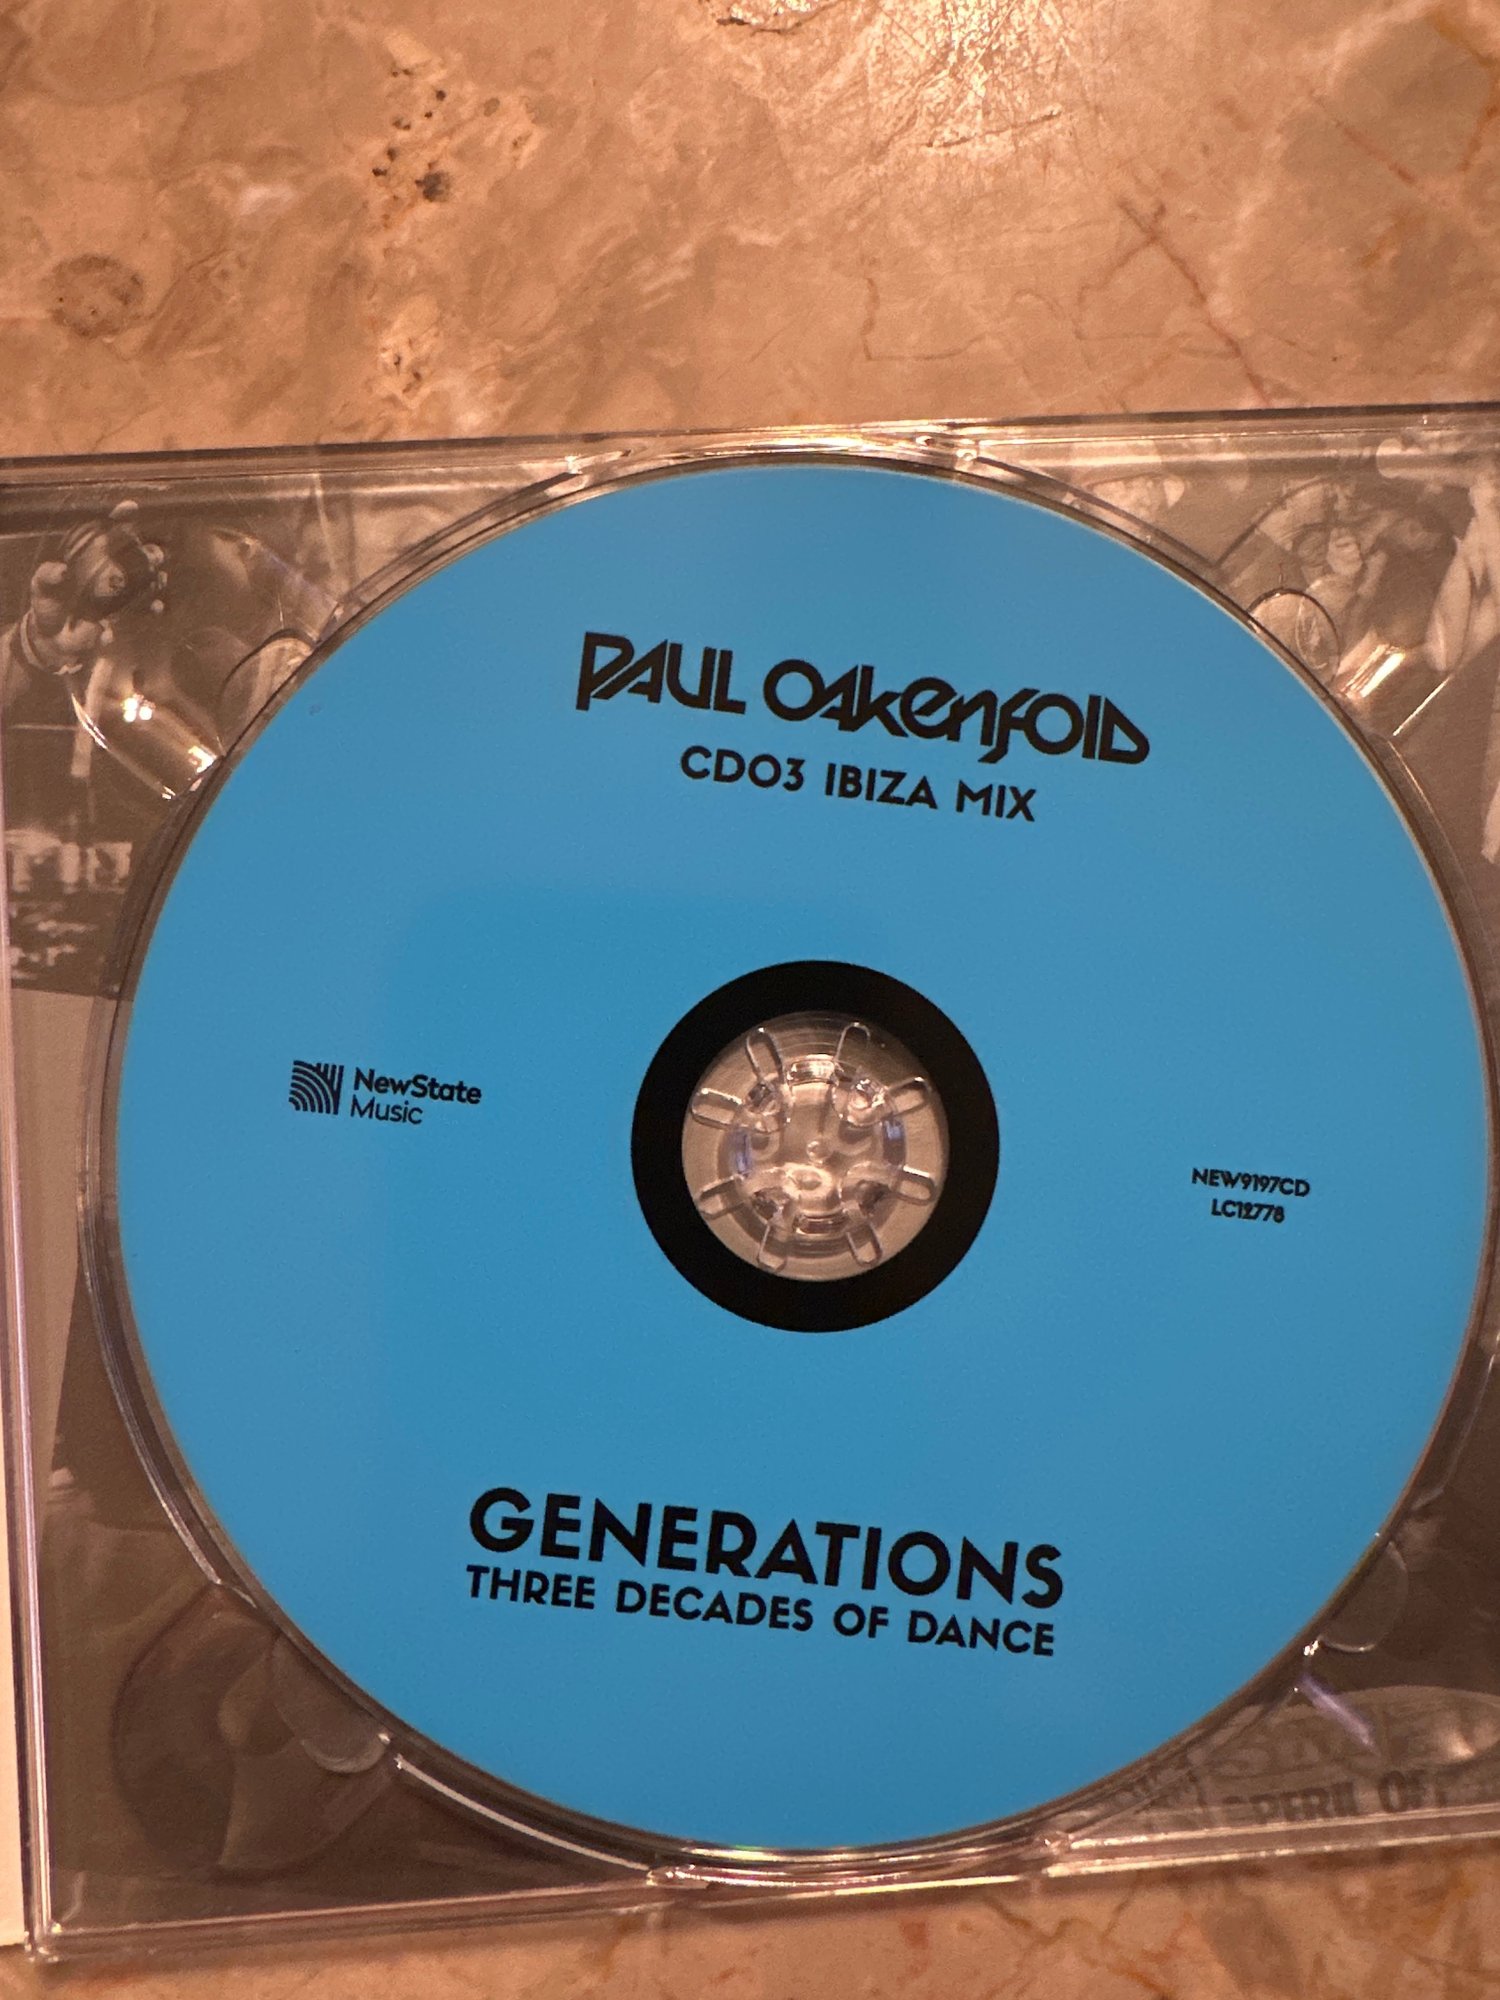 PAUL OAKENFOLD
CD03 IBIZA MIX
NewState
Music
NEW9197CD
LC12778
GENERATIONS
THREE DECADES OF DANCE